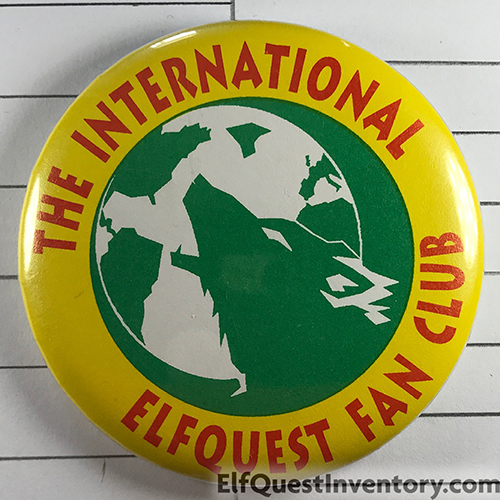 THE INTERNATIONAL
ELFQUEST FAN CLUB
ElfQuestInventory.com